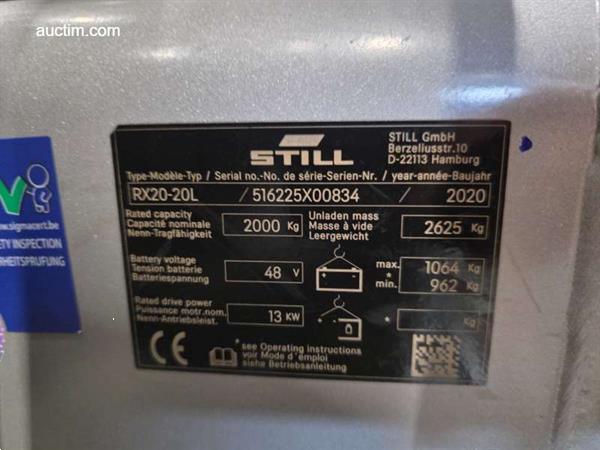 auctim.com
STILL
STILL GmbH
Berzeliusstr.10
D-22113 Hamburg
Type-Modèle-Typ / Serial no.-No. de série-Serien-Nr. / year-année-Baujahr
RX20-20L / 516225X00834 / 2020
Rated capacity
Capacité nominale
Nenn-Tragfähigkeit
2000 Kg
Unladen mass
Masse à vide
Leergewicht
2625 Kg
Battery voltage
Tension batterie
Batteriespannung
48 V
max. 1064 Kg
*
min. 962 Kg
Rated drive power
Puissance motr.nom.
Nenn-Antriebsleist.
13 KW
* Kg
CE
*see Operating instructions
voir Mode d'emploi
siehe Betriebsanleitung
www.sigmacert.be
ETY INSPECTION
RHEITSPRÜFUNG